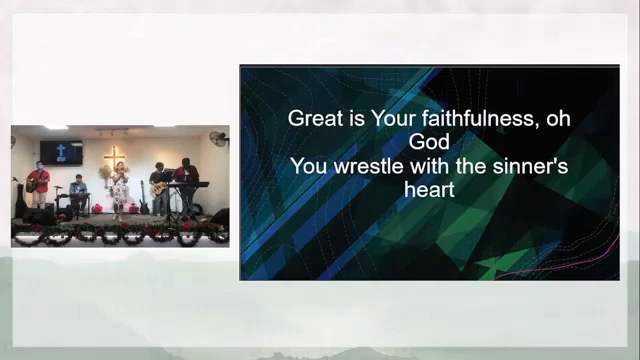 Great is Your faithfulness, oh
God
You wrestle with the sinner's
heart